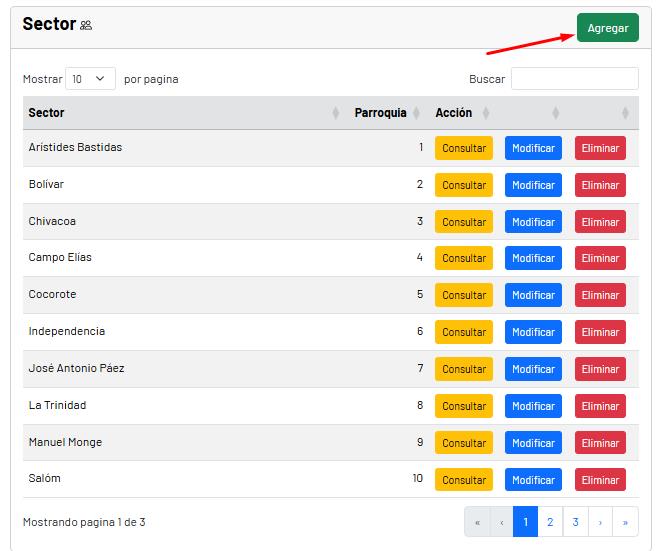 Sector
Agregar
Mostrar 10 por pagina
Buscar
Sector Parroquia Acción
Arístides Bastidas 1 Consultar Modificar Eliminar
Bolívar 2 Consultar Modificar Eliminar
Chivacoa 3 Consultar Modificar Eliminar
Campo Elías 4 Consultar Modificar Eliminar
Cocorote 5 Consultar Modificar Eliminar
Independencia 6 Consultar Modificar Eliminar
José Antonio Páez 7 Consultar Modificar Eliminar
La Trinidad 8 Consultar Modificar Eliminar
Manuel Monge 9 Consultar Modificar Eliminar
Salóm 10 Consultar Modificar Eliminar
Mostrando pagina 1 de 3
« ‹ 1 2 3 › »